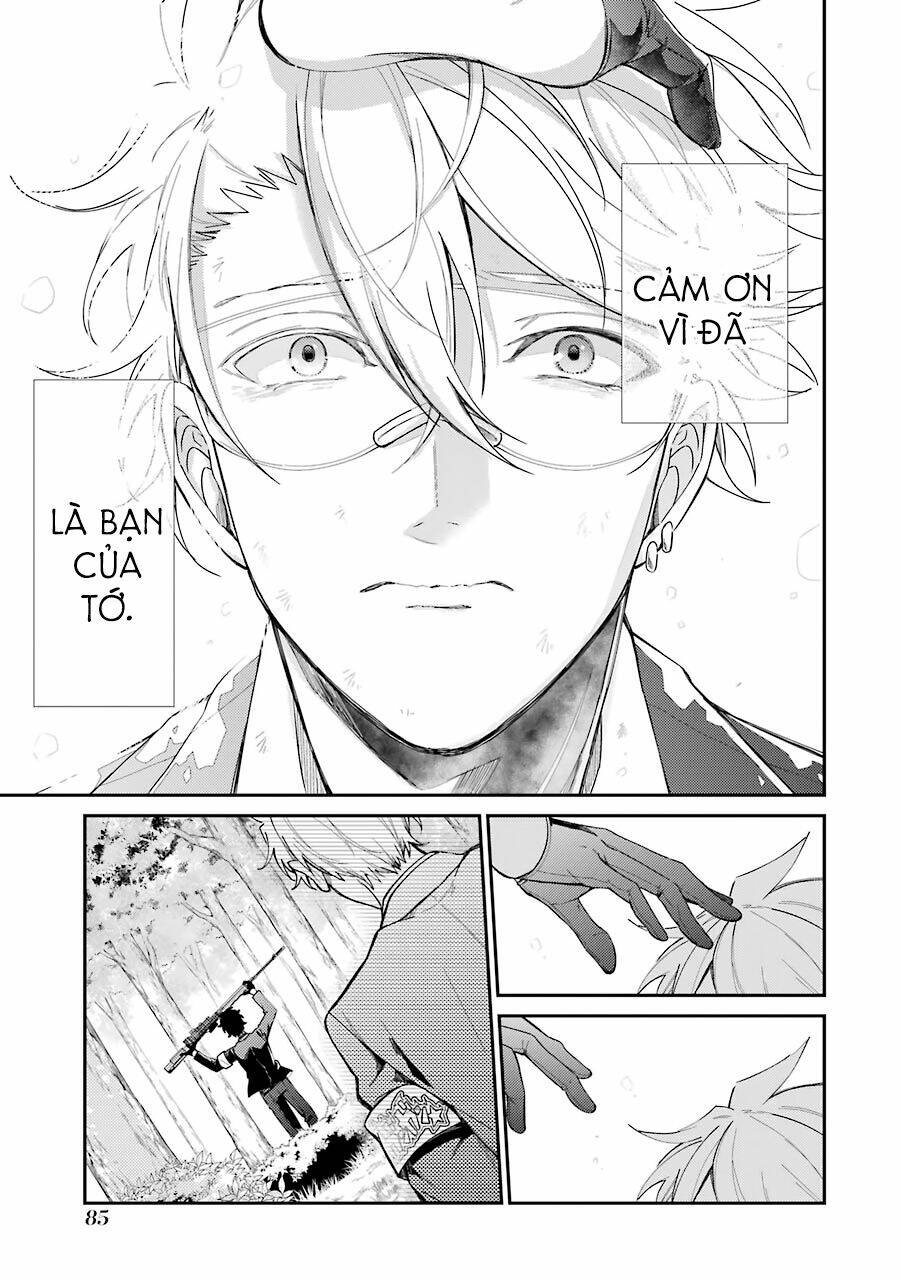 CẢM ƠN
VÌ ĐÃ
LÀ BẠN
CỦA
TỚ.
85